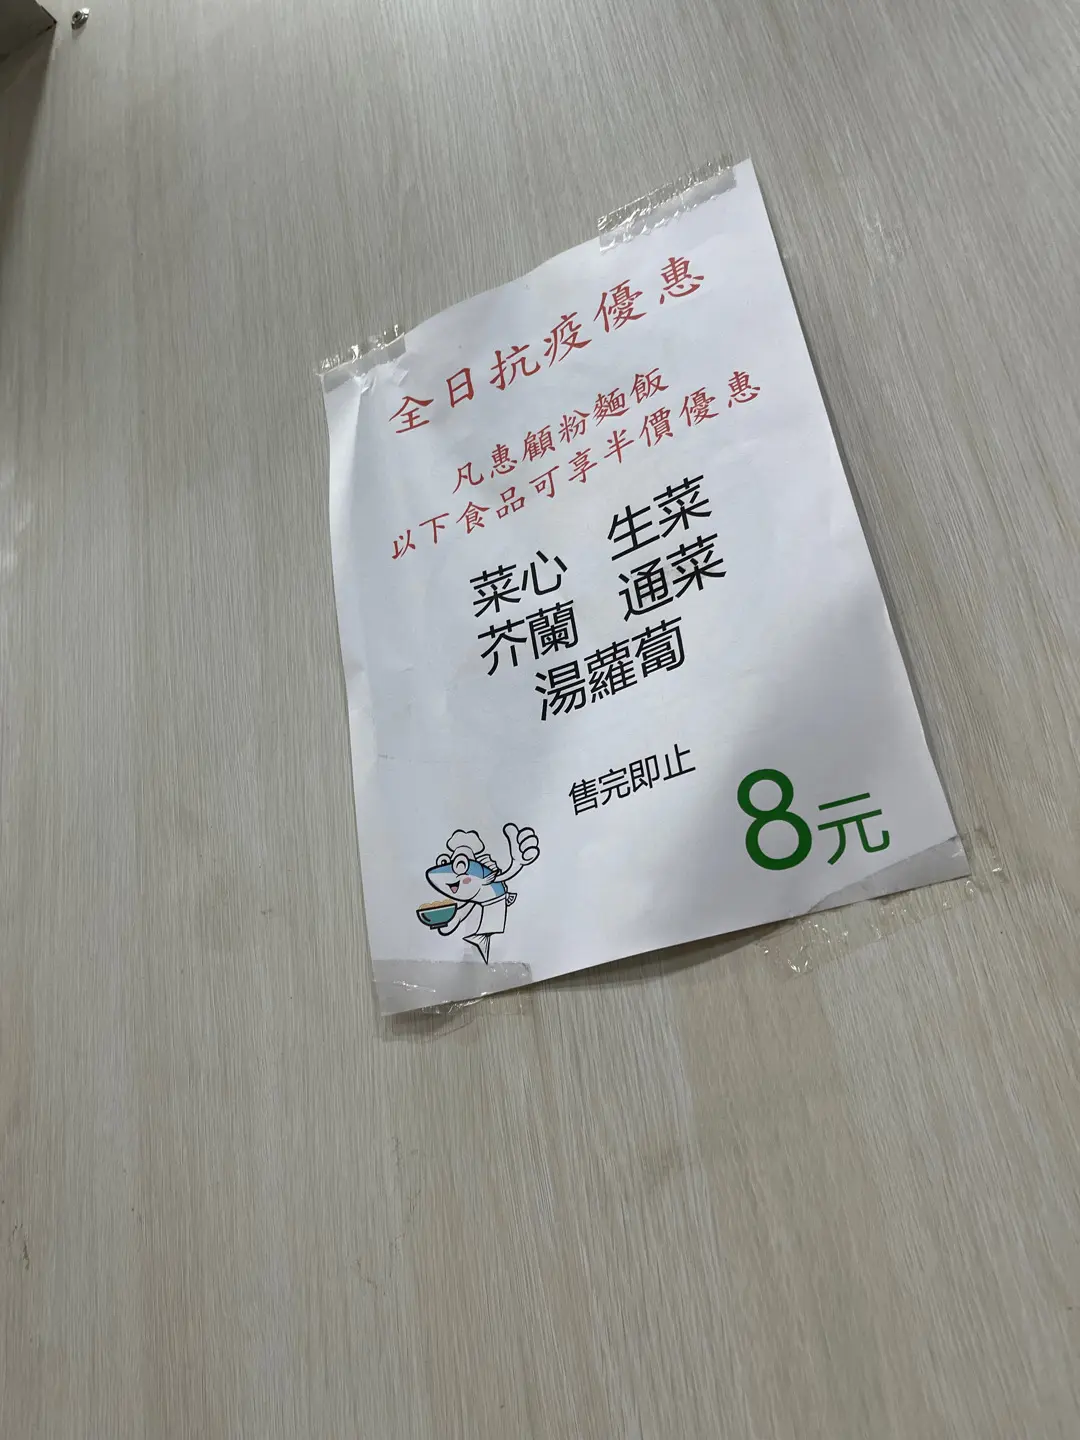 全日抗疫優惠
凡惠顧粉麵飯
以下食品可享半價優惠
菜心 生菜
芥蘭 通菜
湯蘿蔔
售完即止
8元